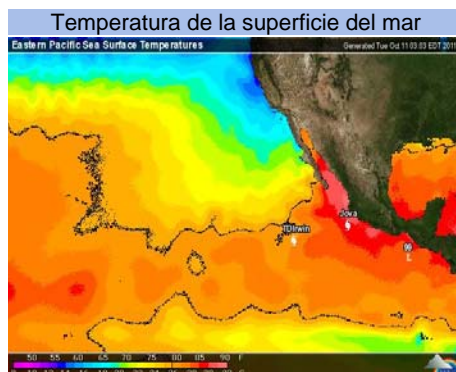 Temperatura de la superficie del mar
Eastern Pacific Sea Surface Temperatures
Generated Tue Oct 11 03:03 EDT 2011
Jova
TD Irwin
99
L
50 55 60 65 70 75 80 85 90 F